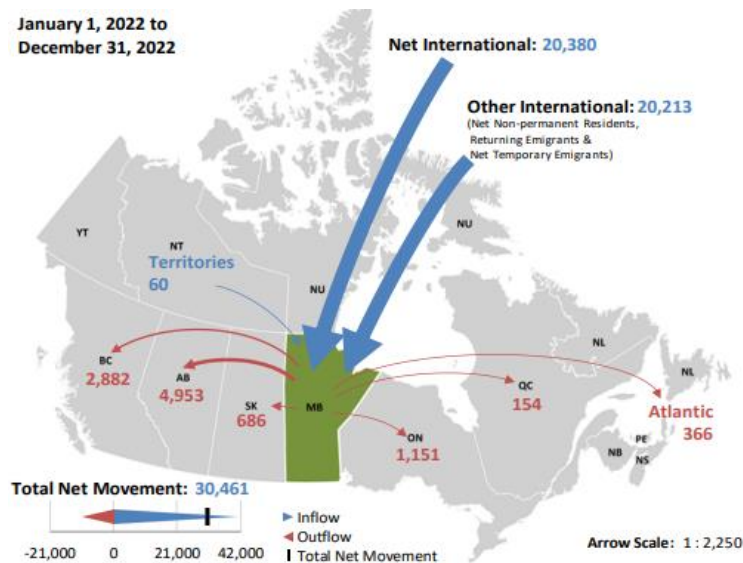 January 1, 2022 to
December 31, 2022
Net International: 20,380
Other International: 20,213
(Net Non-permanent Residents,
Returning Emigrants &
Net Temporary Emigrants)
YT
NT
NU
NU
Territories
60
BC
2,882
AB
4,953
SK
686
MB
ON
1,151
QC
154
NL
NL
Atlantic
366
PE
NB
NS
Total Net Movement: 30,461
-21,000 0 21,000 42,000
Inflow
Outflow
Total Net Movement
Arrow Scale: 1 : 2,250